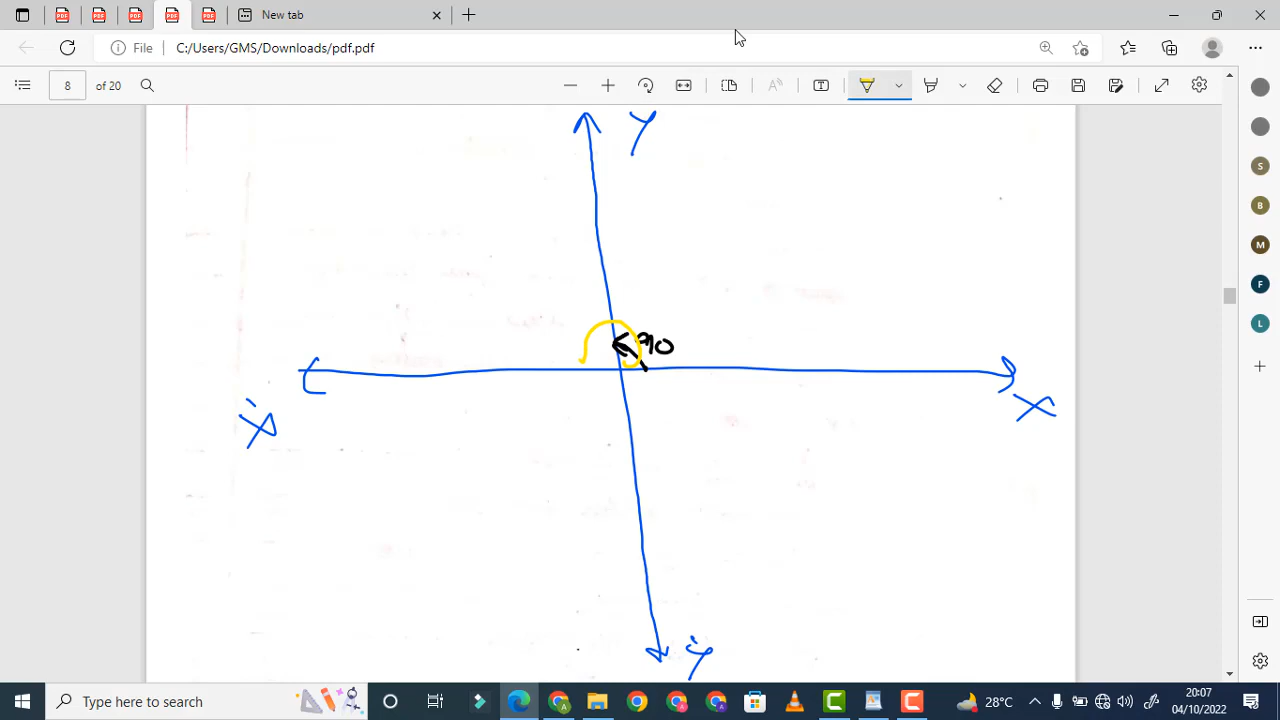 New tab
File
C:/Users/GMS/Downloads/pdf.pdf
8 of 20
Y
90
X
X
Y
S
B
M
F
L
Type here to search
28°C
20:07
04/10/2022